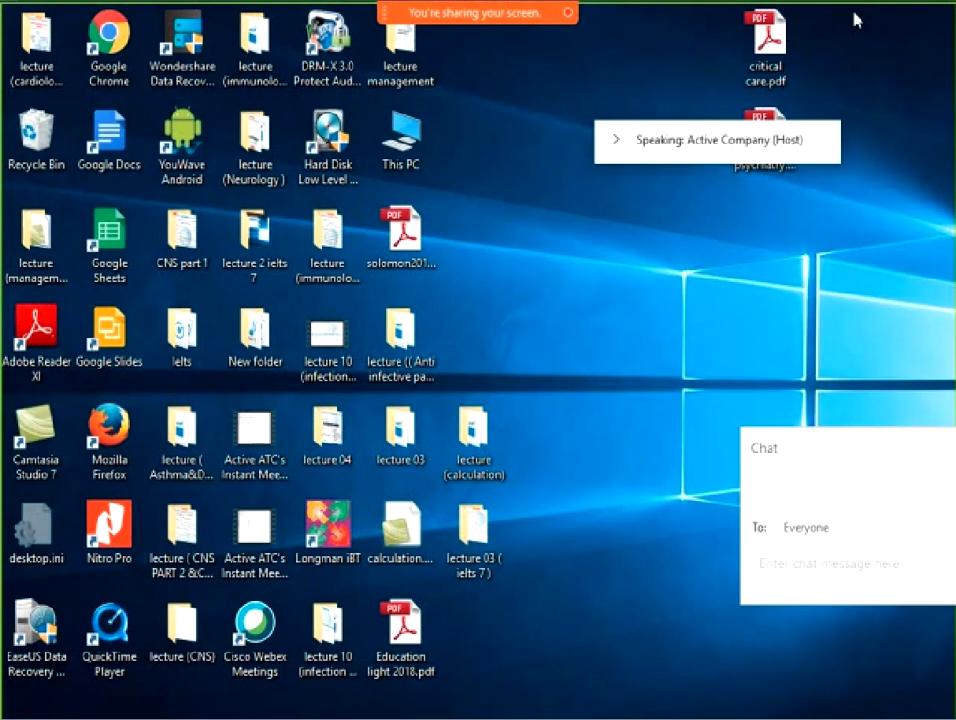 You're sharing your screen.
lecture
(cardiolo...
Google
Chrome
Wondershare
Data Recov...
lecture
(immunolo...
DRM-X 3.0
Protect Aud...
lecture
management
PDF
critical
care.pdf
Recycle Bin
Google Docs
YouWave
Android
lecture
(Neurology )
Hard Disk
Low Level ...
This PC
PDF
psychiatry....
Speaking: Active Company (Host)
lecture
(managem...
Google
Sheets
CNS part 1
lecture 2 ielts
7
lecture
(immunolo...
PDF
solomon201...
Adobe Reader
XI
Google Slides
Ielts
New folder
lecture 10
(infection...
lecture (( Anti
infective pa...
Camtasia
Studio 7
Mozilla
Firefox
lecture (
Asthma&D...
Active ATC's
Instant Mee...
lecture 04
lecture 03
lecture
(calculation)
Chat
To: Everyone
Enter chat message here
desktop.ini
Nitro Pro
lecture ( CNS
PART 2 &C...
Active ATC's
Instant Mee...
Longman iBT
calculation....
lecture 03 (
ielts 7 )
EaseUS Data
Recovery ...
QuickTime
Player
lecture (CNS)
Cisco Webex
Meetings
lecture 10
(infection ...
PDF
Education
light 2018.pdf